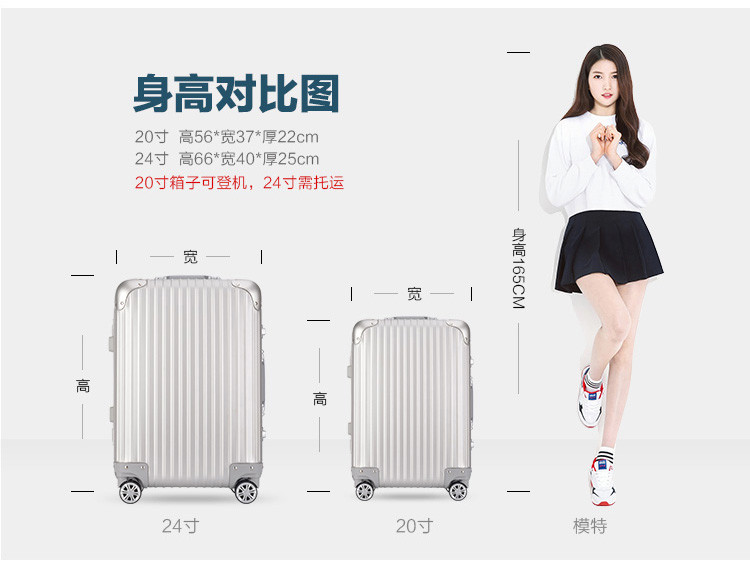 身高对比图
20寸 高56*宽37*厚22cm
24寸 高66*宽40*厚25cm
20寸箱子可登机，24寸需托运
宽
高
24寸
宽
高
20寸
身高165CM
模特